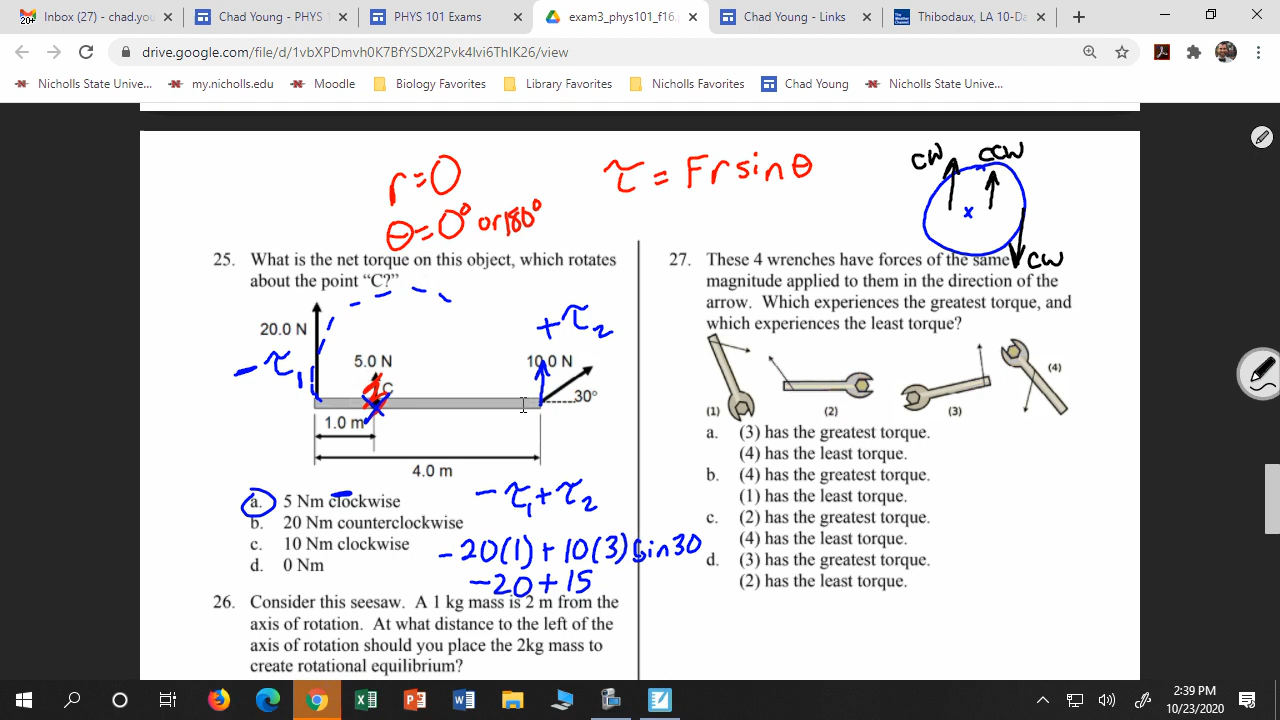 Inbox (27) - chad.you
Chad Young - PHYS 1
PHYS 101 Exams
exam3_phys101_f16.p
Chad Young - Links
Thibodaux, LA 10-Da
drive.google.com/file/d/1vbXPDmvh0K7BfYSDX2Pvk4lvi6ThIK26/view
Nicholls State Unive...
my.nicholls.edu
Moodle
Biology Favorites
Library Favorites
Nicholls Favorites
Chad Young
Nicholls State Unive...
r=0
θ=0° or 180°
τ = Fr sin θ
CW CCW
x
CW
25. What is the net torque on this object, which rotates
about the point “C?”
20.0 N
- τ1
5.0 N
C
+ τ2
10.0 N
30°
1.0 m
4.0 m
a. 5 Nm clockwise
b. 20 Nm counterclockwise
c. 10 Nm clockwise
d. 0 Nm
- τ1 + τ2
- 20(1) + 10(3) sin 30
- 20 + 15
26. Consider this seesaw. A 1 kg mass is 2 m from the
axis of rotation. At what distance to the left of the
axis of rotation should you place the 2kg mass to
create rotational equilibrium?
27. These 4 wrenches have forces of the same
magnitude applied to them in the direction of the
arrow. Which experiences the greatest torque, and
which experiences the least torque?
(1)
(2)
(3)
(4)
a. (3) has the greatest torque.
(4) has the least torque.
b. (4) has the greatest torque.
(1) has the least torque.
c. (2) has the greatest torque.
(4) has the least torque.
d. (3) has the greatest torque.
(2) has the least torque.
2:39 PM
10/23/2020